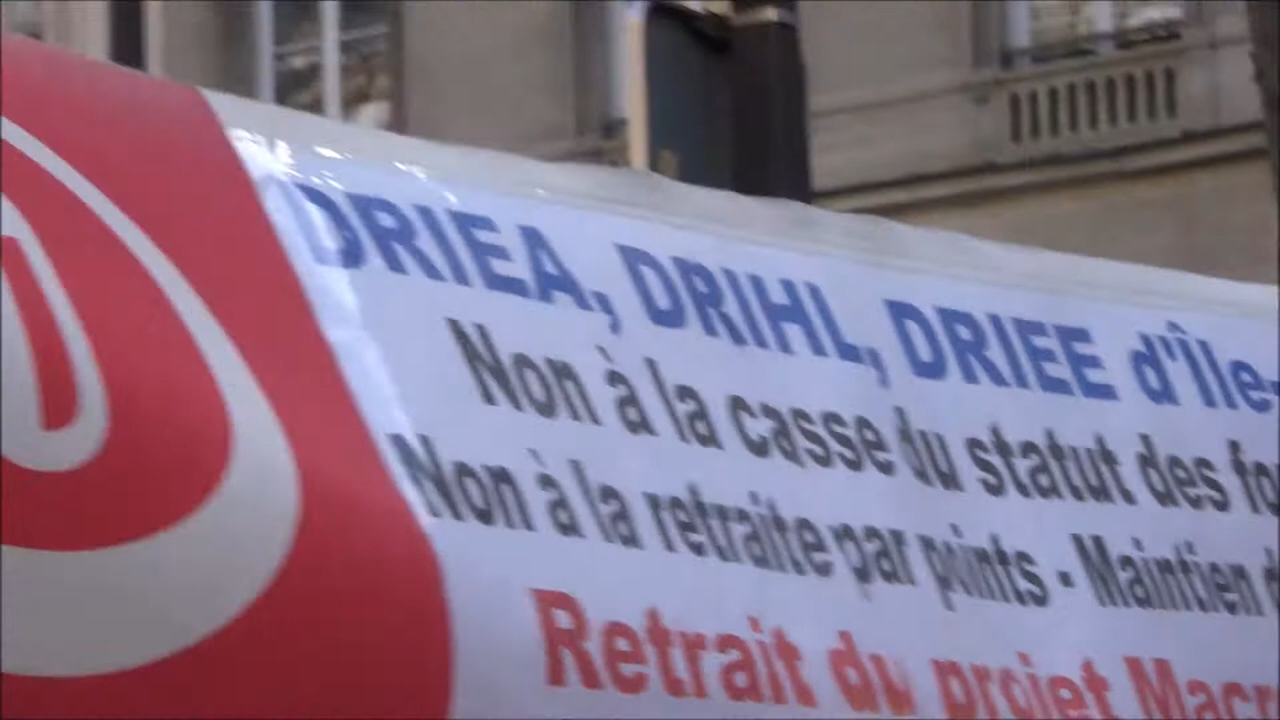 DRIEA, DRIHL, DRIEE d'Île-
Non à la casse du statut des fo
Non à la retraite par points - Maintien d
Retrait du projet Macr